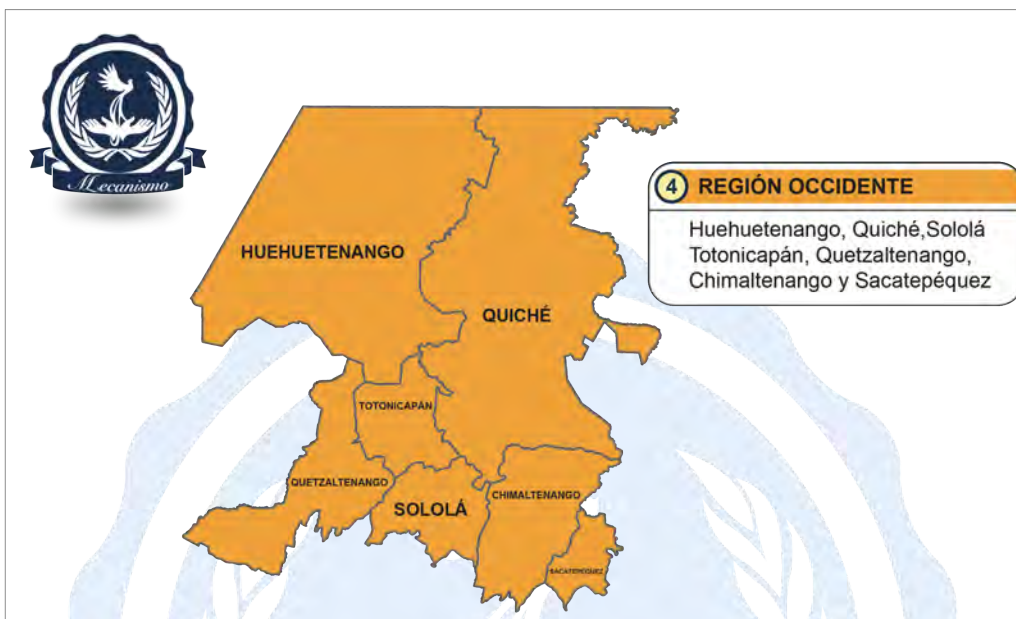 Mecanismo
4 REGIÓN OCCIDENTE
Huehuetenango, Quiché,Sololá
Totonicapán, Quetzaltenango,
Chimaltenango y Sacatepéquez
HUEHUETENANGO
QUICHÉ
TOTONICAPÁN
QUETZALTENANGO
SOLOLÁ
CHIMALTENANGO
SACATEPÉQUEZ